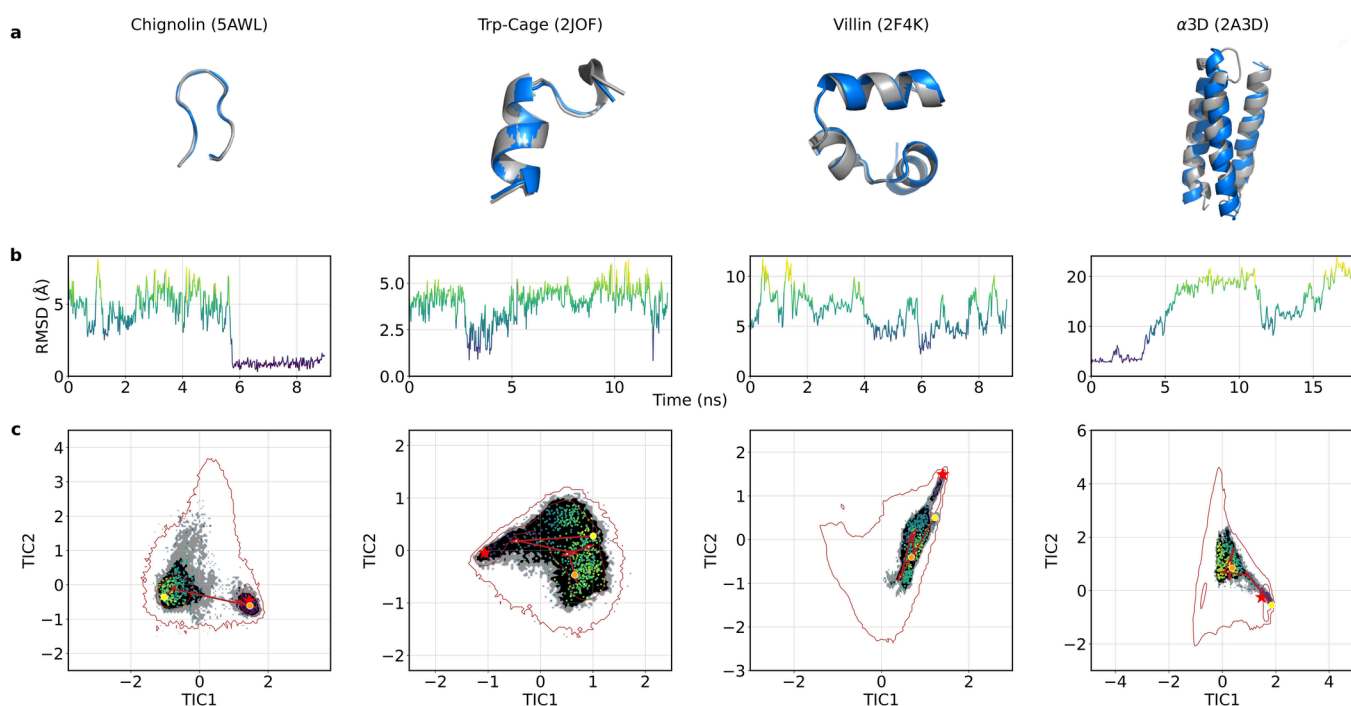 Chignolin (5AWL) Trp-Cage (2JOF) Villin (2F4K) α3D (2A3D)
a
b
RMSD (Å)
5
0
0 2 4 6 8
5.0
2.5
0.0
0 5 10
10
5
0
0 2 4 6 8
20
10
0
0 5 10 15
Time (ns)
c
TIC2
4
3
2
1
0
−1
−2
−2 0 2
TIC1
TIC2
2
1
0
−1
−2
−2 −1 0 1 2
TIC1
TIC2
2
1
0
−1
−2
−3
−2 0 2
TIC1
TIC2
6
4
2
0
−2
−4 −2 0 2 4
TIC1